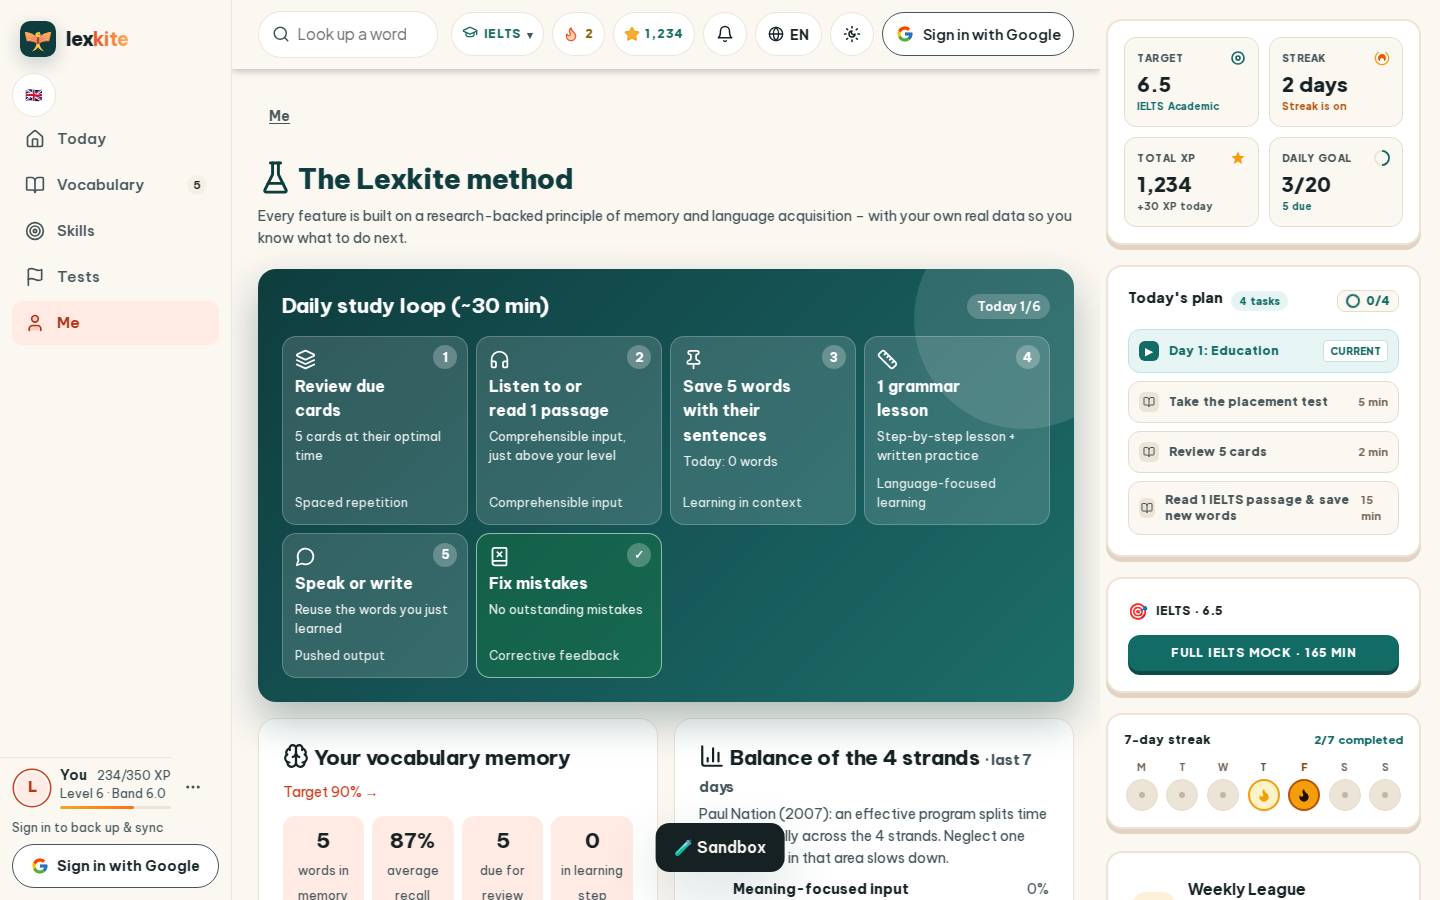 lexkite
Today
Vocabulary 5
Skills
Tests
Me
L
You 234/350 XP
Level 6 · Band 6.0
Sign in to back up & sync
Sign in with Google
Look up a word
IELTS ▾
2
1,234
EN
Sign in with Google
Me
The Lexkite method
Every feature is built on a research-backed principle of memory and language acquisition – with your own real data so you
know what to do next.
Daily study loop (~30 min)
Today 1/6
1
Review due
cards
5 cards at their optimal
time
Spaced repetition
2
Listen to or
read 1 passage
Comprehensible input,
just above your level
Comprehensible input
3
Save 5 words
with their
sentences
Today: 0 words
Learning in context
4
1 grammar
lesson
Step-by-step lesson +
written practice
Language-focused
learning
5
Speak or write
Reuse the words you just
learned
Pushed output
✓
Fix mistakes
No outstanding mistakes
Corrective feedback
Your vocabulary memory
Target 90% →
5
words in
memory
87%
average
recall
5
due for
review
0
in learning
step
Balance of the 4 strands · last 7
days
Paul Nation (2007): an effective program splits time
across the 4 strands. Neglect one
in that area slows down.
Meaning-focused input 0%
Sandbox
TARGET
6.5
IELTS Academic
STREAK
2 days
Streak is on
TOTAL XP
1,234
+30 XP today
DAILY GOAL
3/20
5 due
Today's plan 4 tasks 0/4
Day 1: Education CURRENT
Take the placement test 5 min
Review 5 cards 2 min
Read 1 IELTS passage & save 15
new words min
IELTS · 6.5
FULL IELTS MOCK · 165 MIN
7-day streak 2/7 completed
M T W T F S S
Weekly League